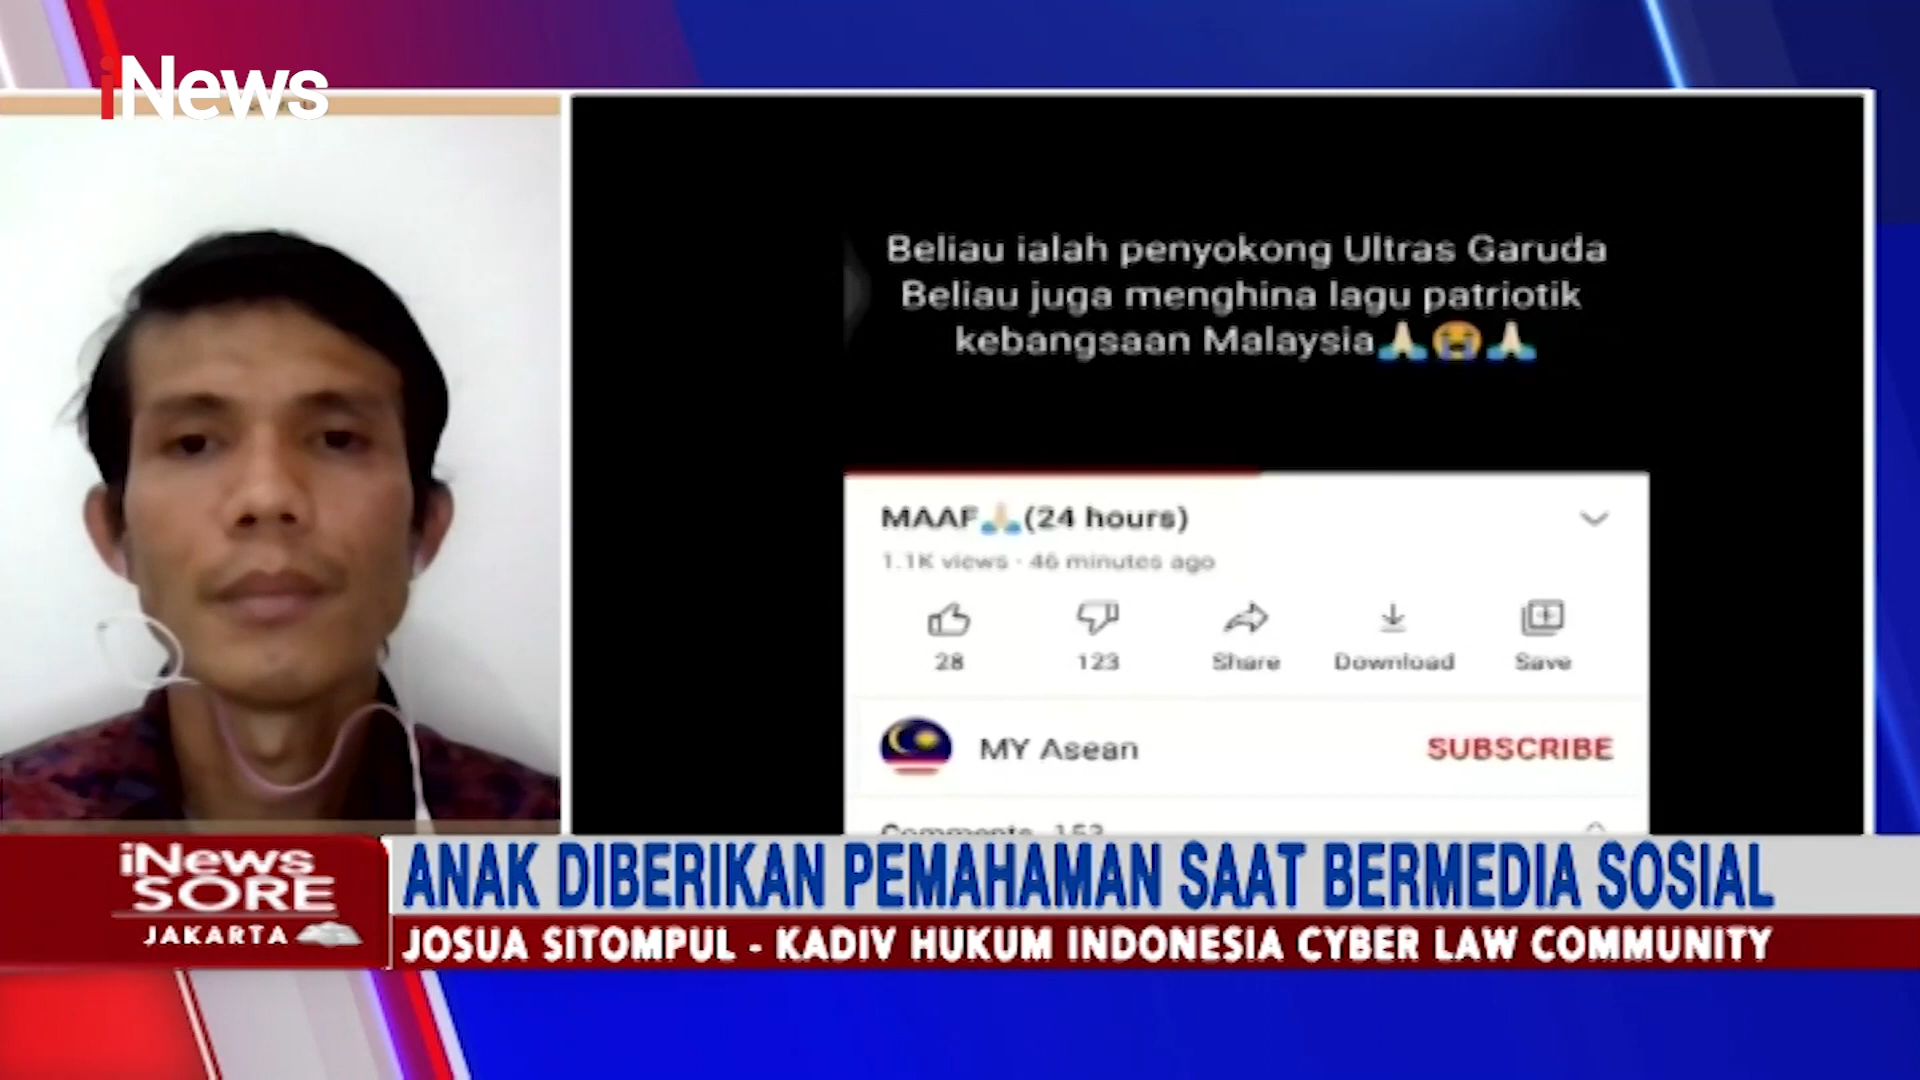 iNews
Beliau ialah penyokong Ultras Garuda
Beliau juga menghina lagu patriotik
kebangsaan Malaysia🙏🏻😭🙏🏻
MAAF🙏🏻(24 hours)
1.1K views · 46 minutes ago
28
123
Share
Download
Save
MY Asean
SUBSCRIBE
Comments 153
iNews
SORE
JAKARTA
ANAK DIBERIKAN PEMAHAMAN SAAT BERMEDIA SOSIAL
JOSUA SITOMPUL - KADIV HUKUM INDONESIA CYBER LAW COMMUNITY